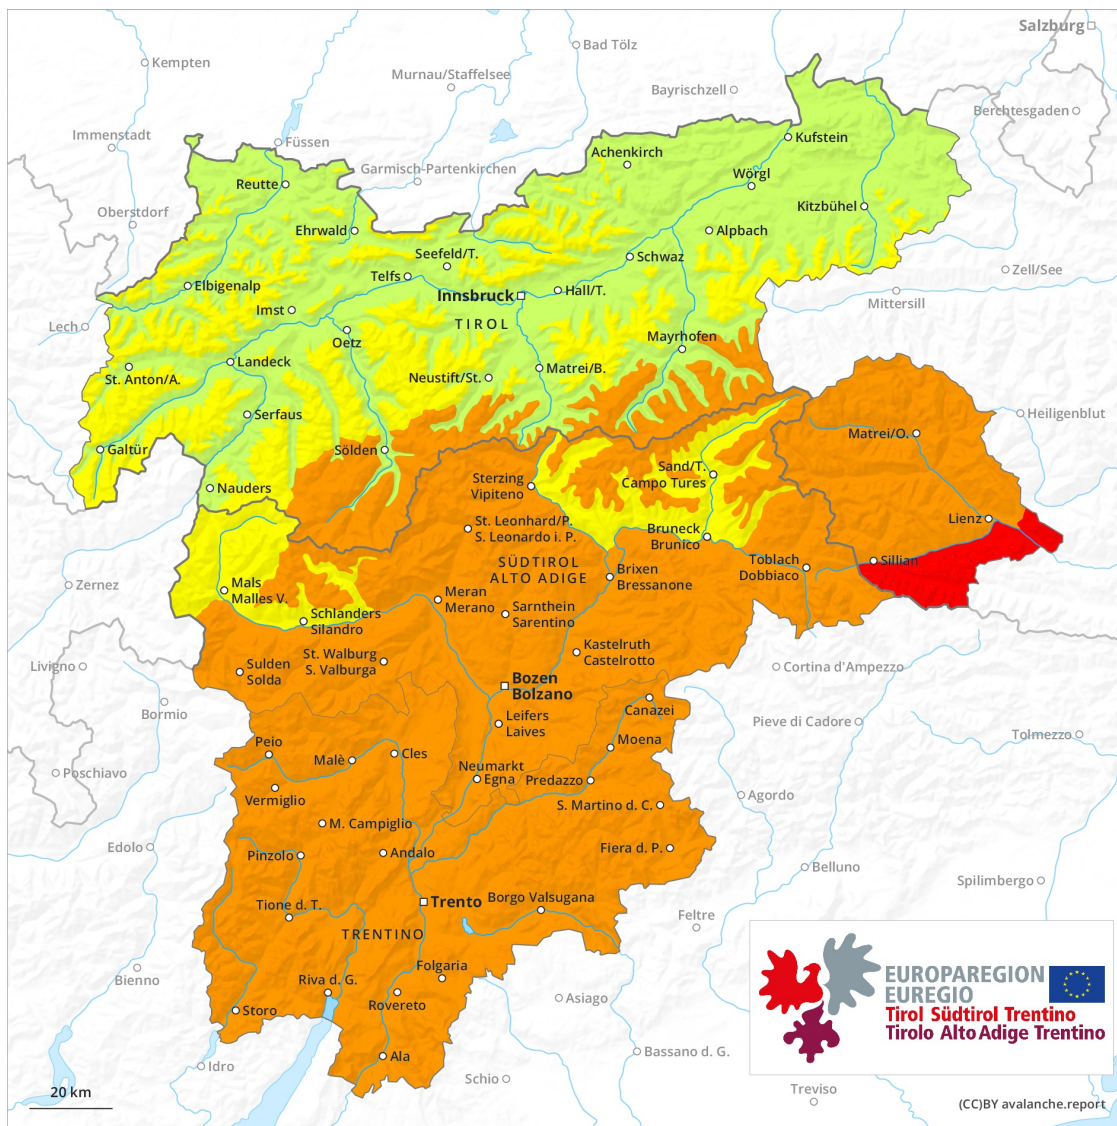 Salzburg
Bad Tölz
Kempten
Murnau/Staffelsee
Bayrischzell
Berchtesgaden
Immenstadt
Füssen
Kufstein
Achenkirch
Garmisch-Partenkirchen
Wörgl
Reutte
Oberstdorf
Kitzbühel
Ehrwald
Alpbach
Seefeld/T.
Schwaz
Zell/See
Telfs
Elbigenalp
Hall/T.
Innsbruck
Mittersill
Imst
TIROL
Lech
Oetz
Mayrhofen
Landeck
Matrei/B.
St. Anton/A.
Neustift/St.
Heiligenblut
Serfaus
Matrei/O.
Galtür
Sölden
Sand/T.
Campo Tures
Sterzing
Vipiteno
Nauders
Lienz
St. Leonhard/P.
S. Leonardo i. P.
Bruneck
Brunico
SÜDTIROL
ALTO ADIGE
Toblach
Dobbiaco
Sillian
Brixen
Bressanone
Zernez
Mals
Malles V.
Meran
Merano
Sarnthein
Sarentino
Schlanders
Silandro
Kastelruth
Castelrotto
St. Walburg
S. Valburga
Livigno
Sulden
Solda
Cortina d'Ampezzo
Bozen
Bolzano
Canazei
Bormio
Leifers
Laives
Pieve di Cadore
Tolmezzo
Moena
Peio
Cles
Malè
Poschiavo
Neumarkt
Egna
Predazzo
Vermiglio
Agordo
S. Martino d. C.
M. Campiglio
Edolo
Pinzolo
Andalo
Fiera d. P.
Belluno
Spilimbergo
Trento
Borgo Valsugana
Tione d. T.
Feltre
TRENTINO
Bienno
Folgaria
Riva d. G.
Rovereto
Asiago
Storo
EUROPAREGION
EUREGIO
Tirol Südtirol Trentino
Tirolo Alto Adige Trentino
Ala
Bassano d. G.
Idro
Schio
Treviso
20 km
(CC)BY avalanche.report